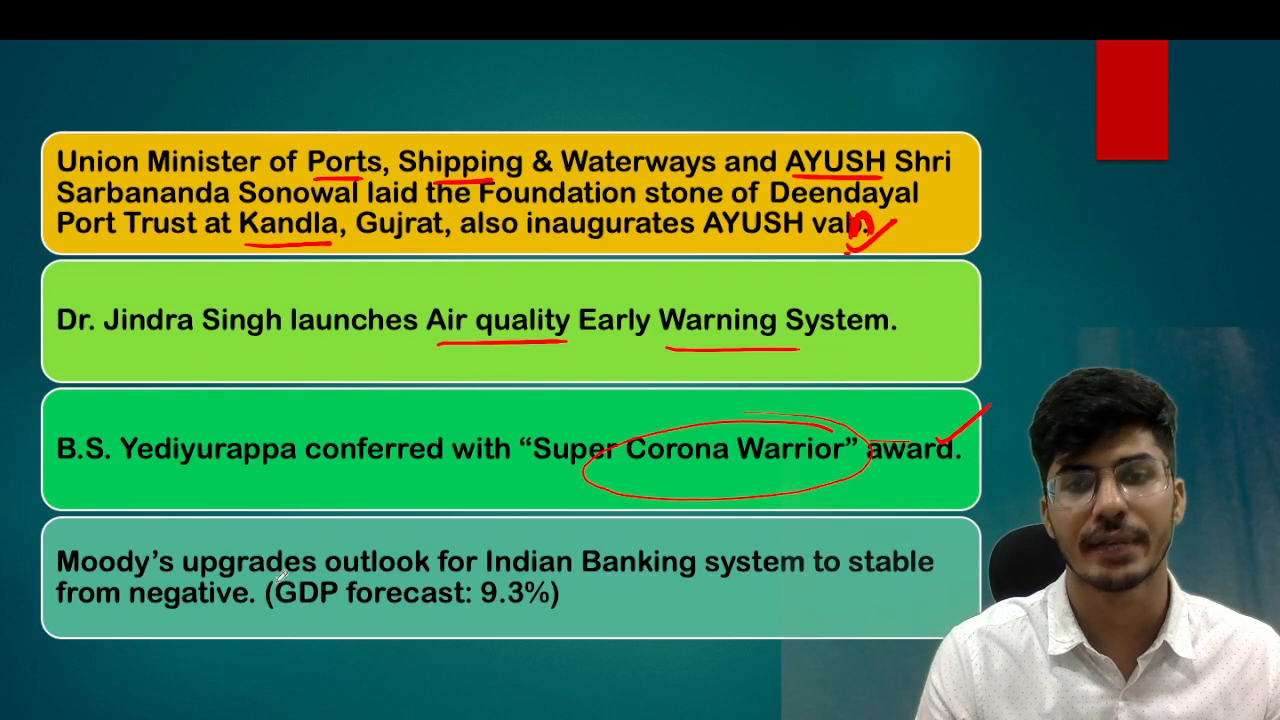 Union Minister of Ports, Shipping & Waterways and AYUSH Shri
Sarbananda Sonowal laid the Foundation stone of Deendayal
Port Trust at Kandla, Gujrat, also inaugurates AYUSH van.
Dr. Jindra Singh launches Air quality Early Warning System.
B.S. Yediyurappa conferred with “Super Corona Warrior” award.
Moody’s upgrades outlook for Indian Banking system to stable
from negative. (GDP forecast: 9.3%)